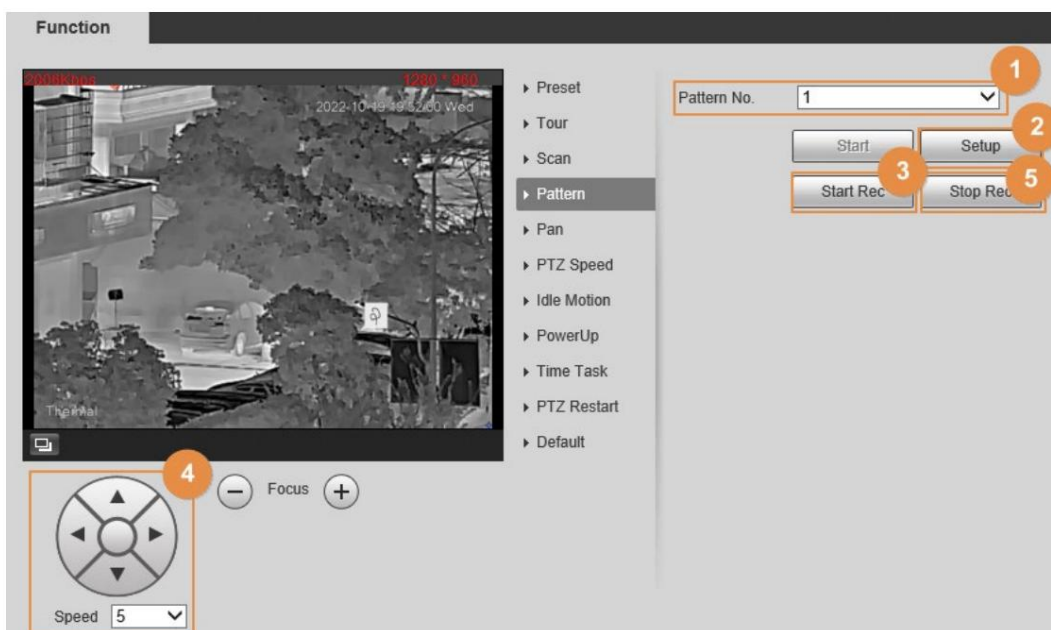 Function
2006Kbps 1280 * 960
2022-10-19 19:52:00 Wed
Thermal
Preset
Tour
Scan
Pattern
Pan
PTZ Speed
Idle Motion
PowerUp
Time Task
PTZ Restart
Default
Pattern No. 1
1
Start
Setup
2
Start Rec
3
Stop Rec
5
4
Focus
Speed 5